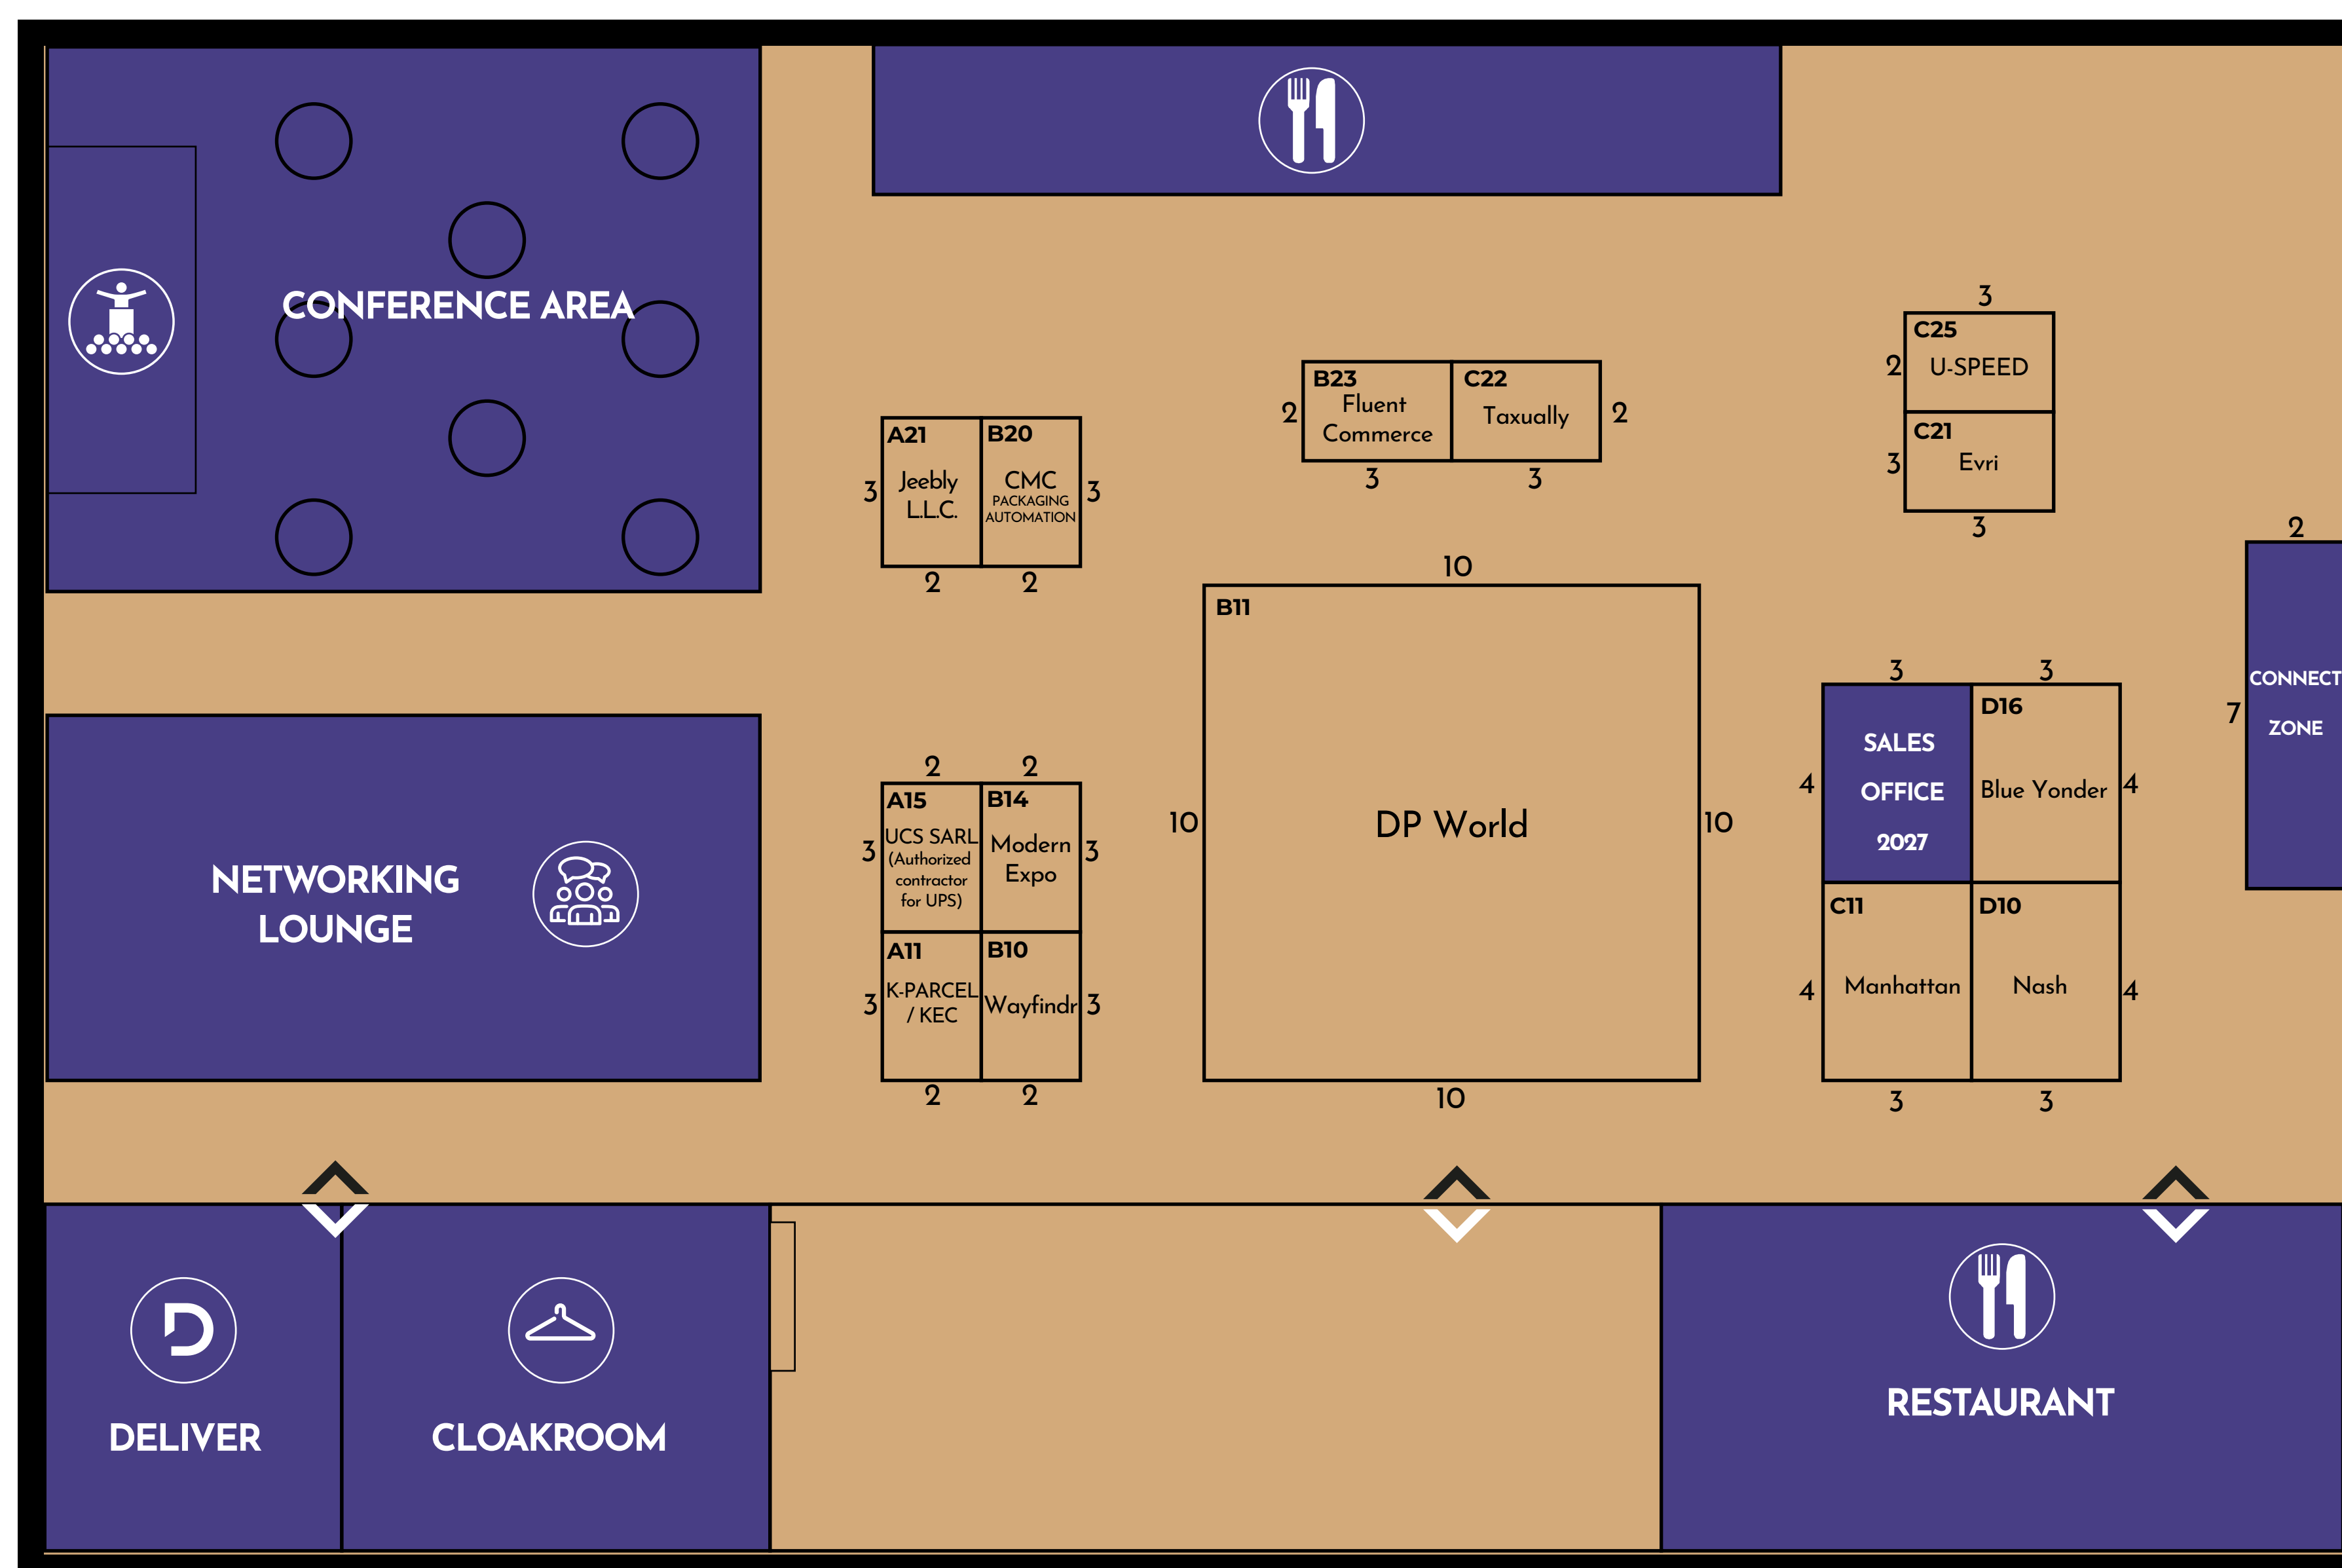 CONFERENCE AREA
3
C25
2
U-SPEED
C21
3
Evri
3
B23
Fluent
Commerce
2
3
C22
Taxually
2
3
A21
Jeebly
L.L.C.
3
2
B20
CMC
PACKAGING
AUTOMATION
3
2
10
B11
DP World
10
10
10
2
CONNECT
ZONE
7
3
SALES
OFFICE
2027
4
3
D16
Blue Yonder
4
C11
Manhattan
4
3
D10
Nash
4
3
NETWORKING
LOUNGE
2
A15
UCS SARL
(Authorized
contractor
for UPS)
3
2
B14
Modern
Expo
3
A11
K-PARCEL
/ KEC
3
2
B10
Wayfindr
3
2
D
DELIVER
CLOAKROOM
RESTAURANT